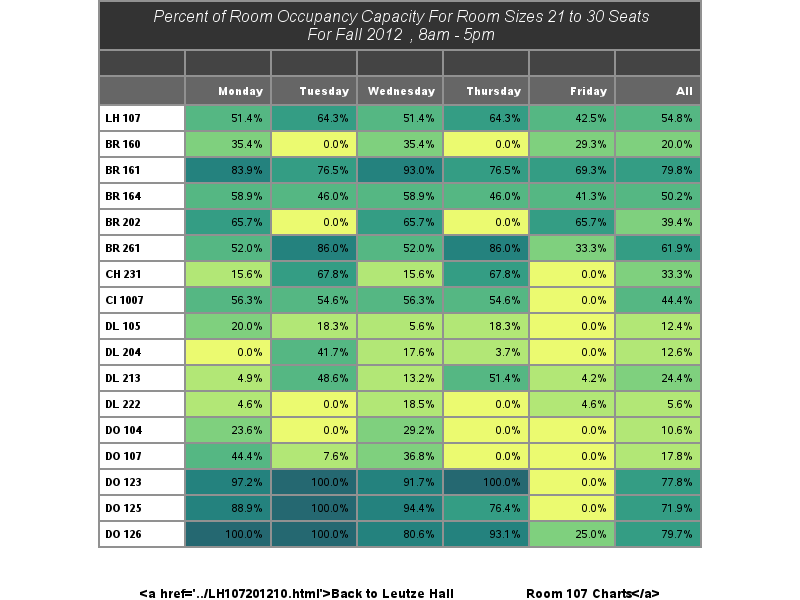 Percent of Room Occupancy Capacity For Room Sizes 21 to 30 Seats
For Fall 2012 , 8am - 5pm
Monday Tuesday Wednesday Thursday Friday All
LH 107 51.4% 64.3% 51.4% 64.3% 42.5% 54.8%
BR 160 35.4% 0.0% 35.4% 0.0% 29.3% 20.0%
BR 161 83.9% 76.5% 93.0% 76.5% 69.3% 79.8%
BR 164 58.9% 46.0% 58.9% 46.0% 41.3% 50.2%
BR 202 65.7% 0.0% 65.7% 0.0% 65.7% 39.4%
BR 261 52.0% 86.0% 52.0% 86.0% 33.3% 61.9%
CH 231 15.6% 67.8% 15.6% 67.8% 0.0% 33.3%
CI 1007 56.3% 54.6% 56.3% 54.6% 0.0% 44.4%
DL 105 20.0% 18.3% 5.6% 18.3% 0.0% 12.4%
DL 204 0.0% 41.7% 17.6% 3.7% 0.0% 12.6%
DL 213 4.9% 48.6% 13.2% 51.4% 4.2% 24.4%
DL 222 4.6% 0.0% 18.5% 0.0% 4.6% 5.6%
DO 104 23.6% 0.0% 29.2% 0.0% 0.0% 10.6%
DO 107 44.4% 7.6% 36.8% 0.0% 0.0% 17.8%
DO 123 97.2% 100.0% 91.7% 100.0% 0.0% 77.8%
DO 125 88.9% 100.0% 94.4% 76.4% 0.0% 71.9%
DO 126 100.0% 100.0% 80.6% 93.1% 25.0% 79.7%
<a href='../LH107201210.html'>Back to Leutze Hall Room 107 Charts</a>